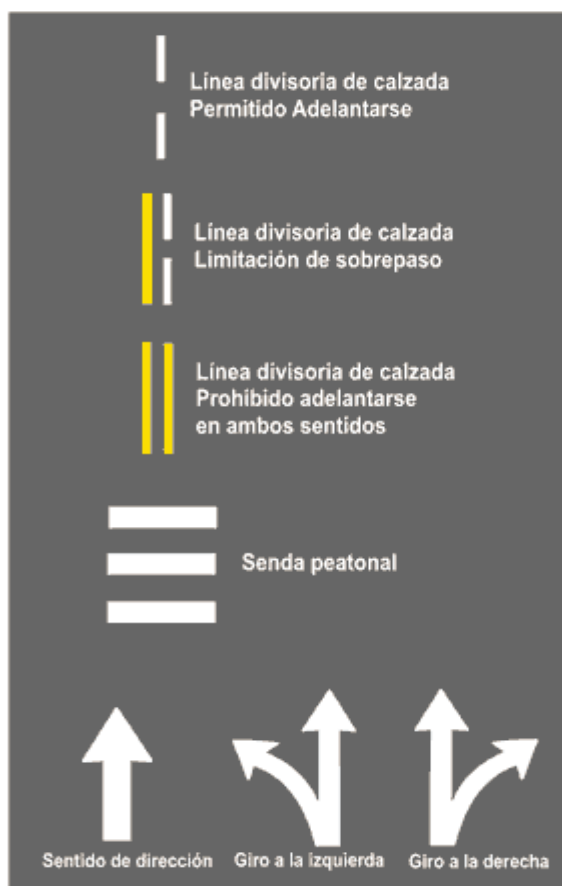 Línea divisoria de calzada
Permitido Adelantarse
Línea divisoria de calzada
Limitación de sobrepaso
Línea divisoria de calzada
Prohibido adelantarse
en ambos sentidos
Senda peatonal
Sentido de dirección
Giro a la izquierda
Giro a la derecha